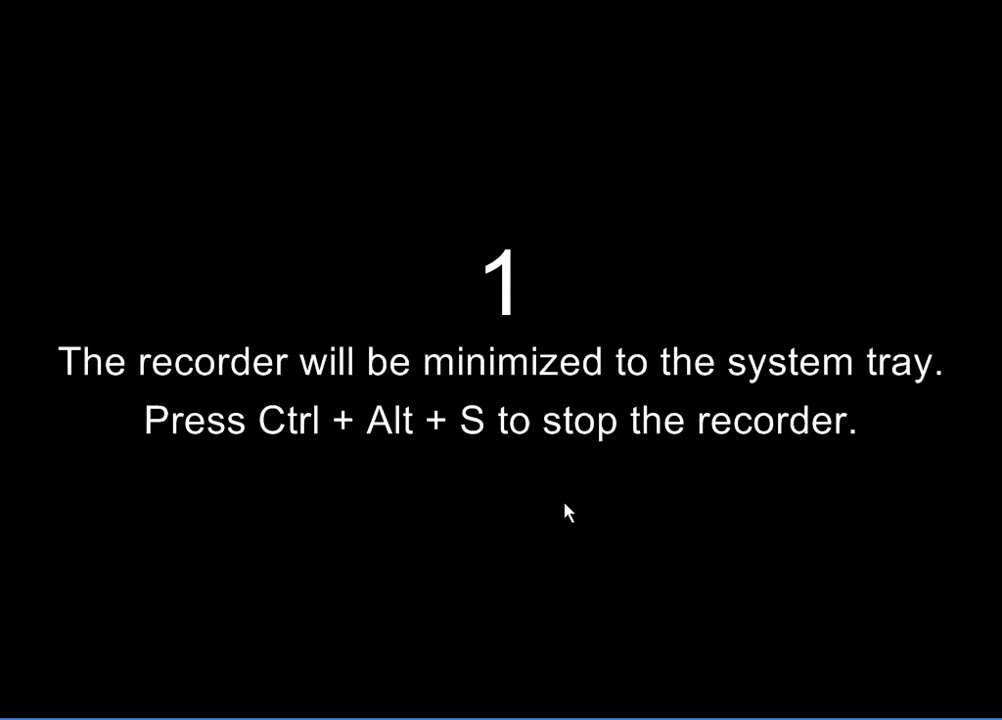 1
The recorder will be minimized to the system tray.
Press Ctrl + Alt + S to stop the recorder.